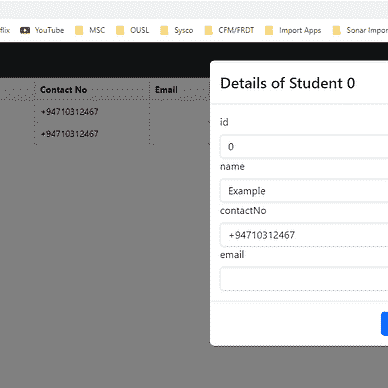 flix YouTube MSC OUSL Sysco CFM/FRDT Import Apps Sonar Impor
Contact No Email
+94710312467
+94710312467
Details of Student 0
id
0
name
Example
contactNo
+94710312467
email